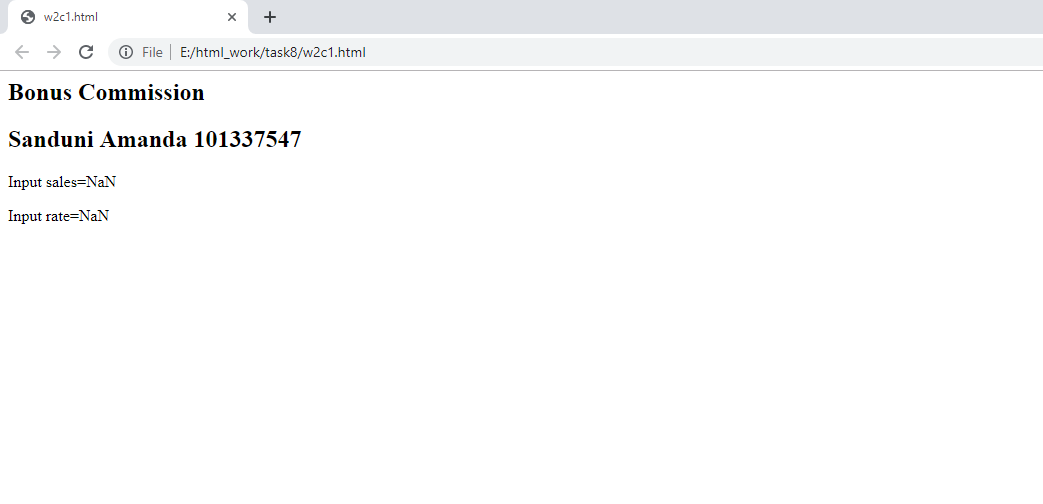 w2c1.html
File E:/html_work/task8/w2c1.html
Bonus Commission
Sanduni Amanda 101337547
Input sales=NaN
Input rate=NaN